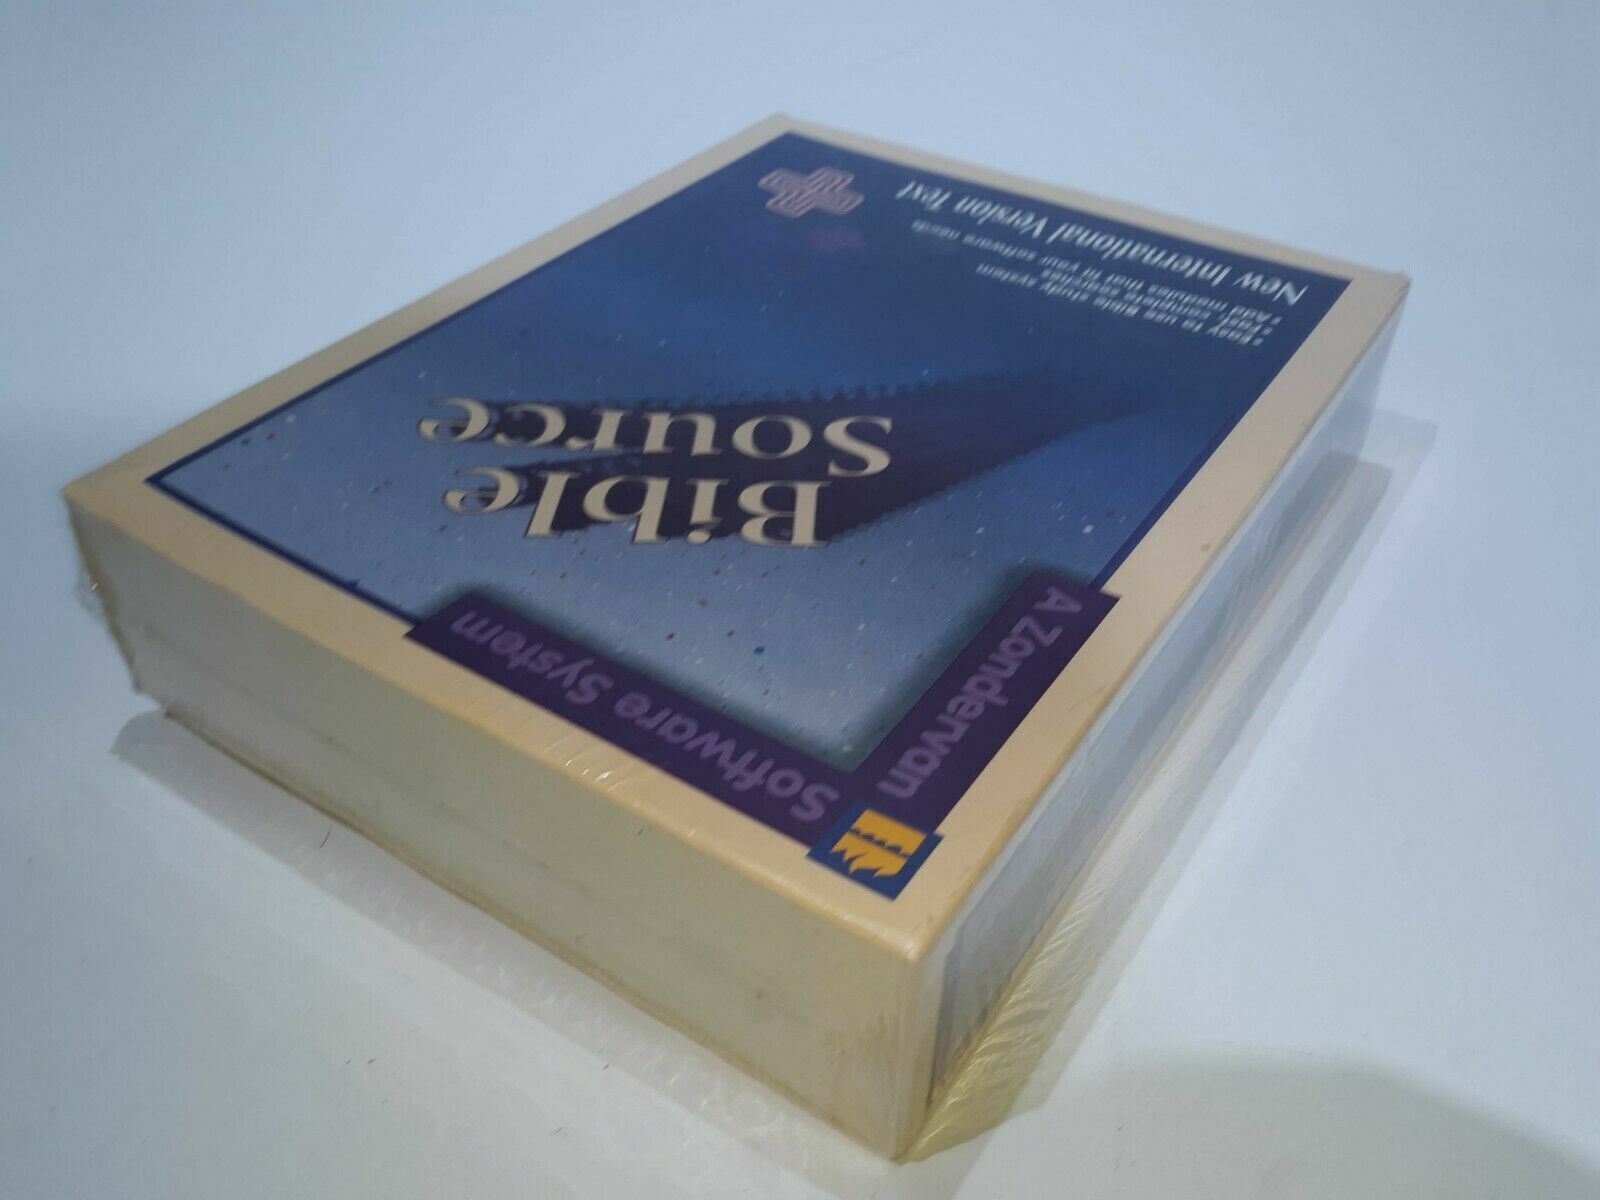 A Zondervan
Software System
Bible
Source
• Easy to use Bible study system
• Fast, complete searches
• Add modules that fit your software needs
New International Version Text